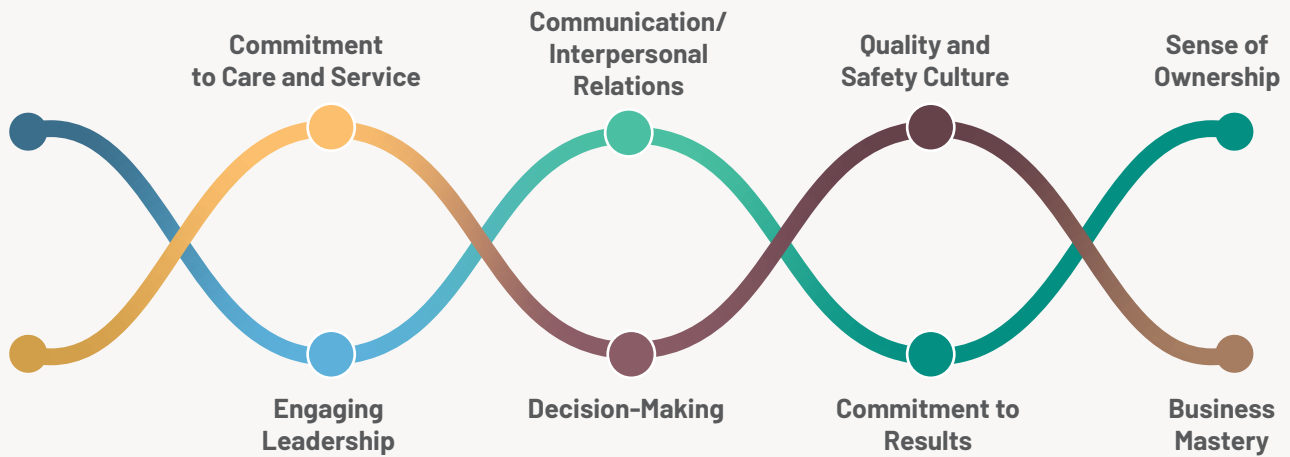 Commitment
to Care and Service
Communication/
Interpersonal
Relations
Quality and
Safety Culture
Sense of
Ownership
Engaging
Leadership
Decision-Making
Commitment to
Results
Business
Mastery